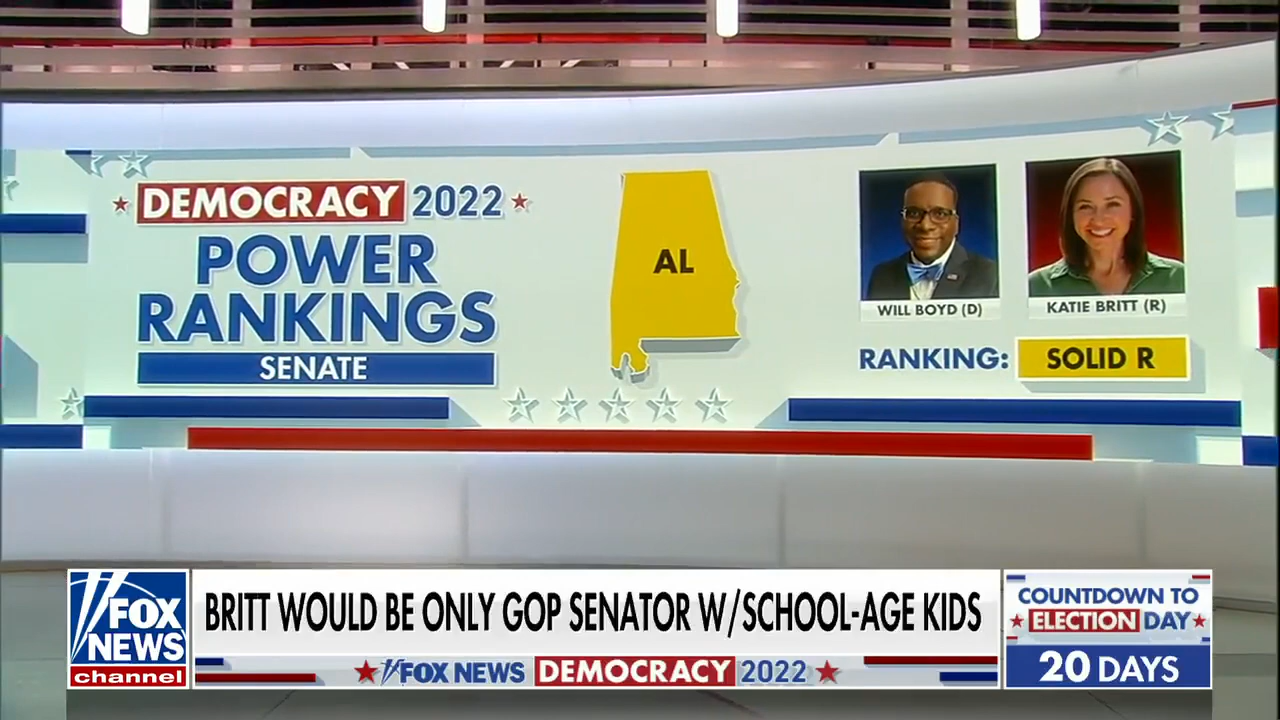 DEMOCRACY 2022
POWER
RANKINGS
SENATE
AL
WILL BOYD (D)
KATIE BRITT (R)
RANKING: SOLID R
FOX
NEWS
channel
BRITT WOULD BE ONLY GOP SENATOR W/SCHOOL-AGE KIDS
FOX NEWS DEMOCRACY 2022
COUNTDOWN TO
ELECTION DAY
20 DAYS